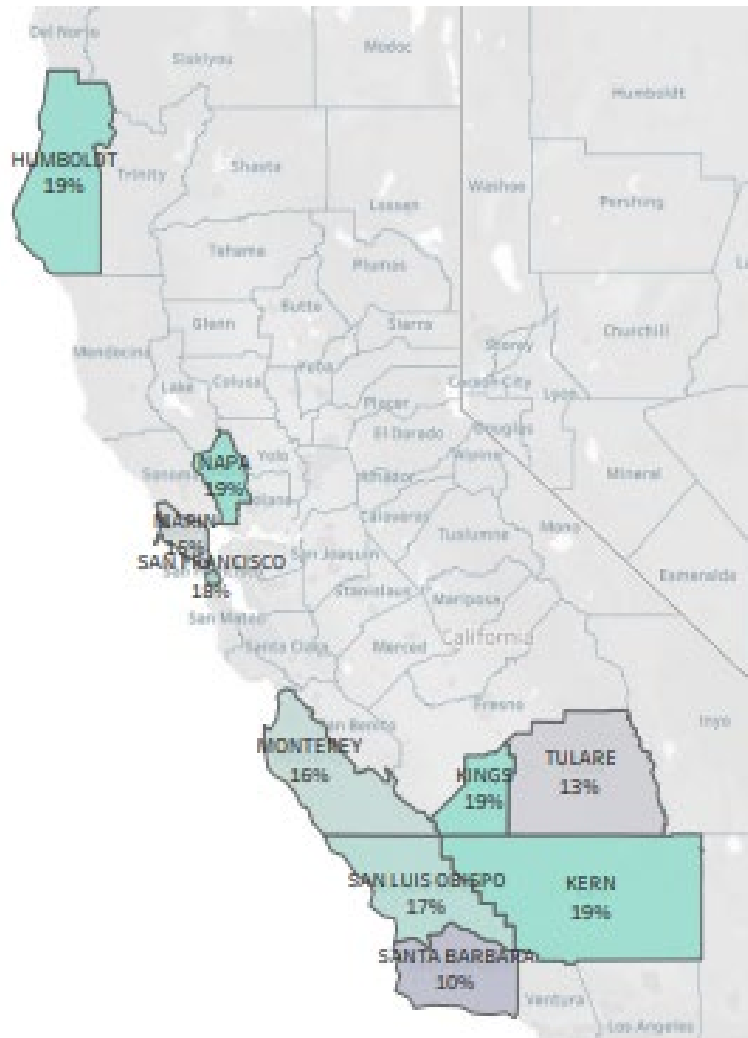 Del Norte
Siskiyou
Modoc
Humboldt
HUMBOLDT
19%
Trinity
Shasta
Lassen
Washoe
Pershing
Tehama
Plumas
Butte
Glenn
Sierra
Churchill
Storey
Mendocino
Lake
Colusa
Yuba
Placer
Carson City
Lyon
El Dorado
Douglas
Alpine
Sonoma
NAPA
19%
Yolo
Solano
Amador
Mineral
MARIN
Calaveras
Tuolumne
Mono
SAN FRANCISCO
18%
San Joaquin
Stanislaus
Mariposa
Esmeralda
San Mateo
Santa Clara
Merced
California
Fresno
Inyo
San Benito
MONTEREY
16%
KINGS
19%
TULARE
13%
SAN LUIS OBISPO
17%
KERN
19%
SANTA BARBARA
10%
Ventura
Los Angeles